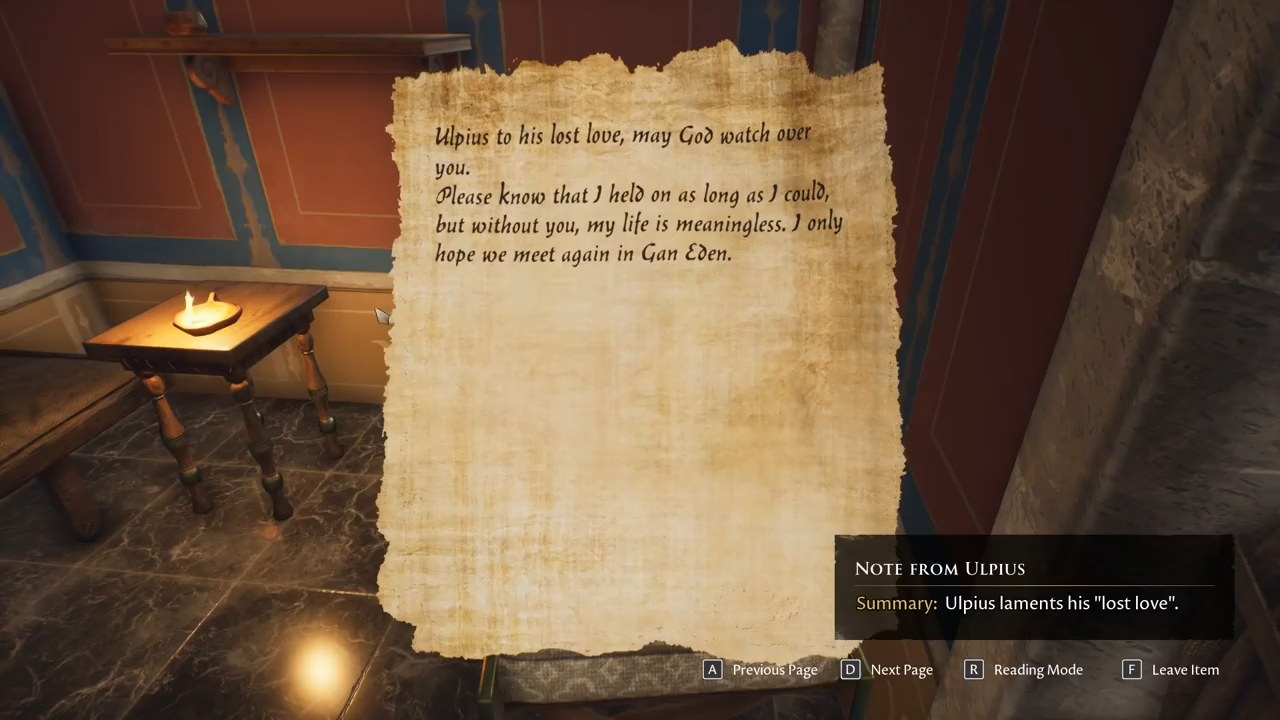 Ulpius to his lost love, may God watch over
you.
Please know that I held on as long as I could,
but without you, my life is meaningless. I only
hope we meet again in Gan Eden.
Note from Ulpius
Summary: Ulpius laments his "lost love".
A Previous Page D Next Page R Reading Mode F Leave Item